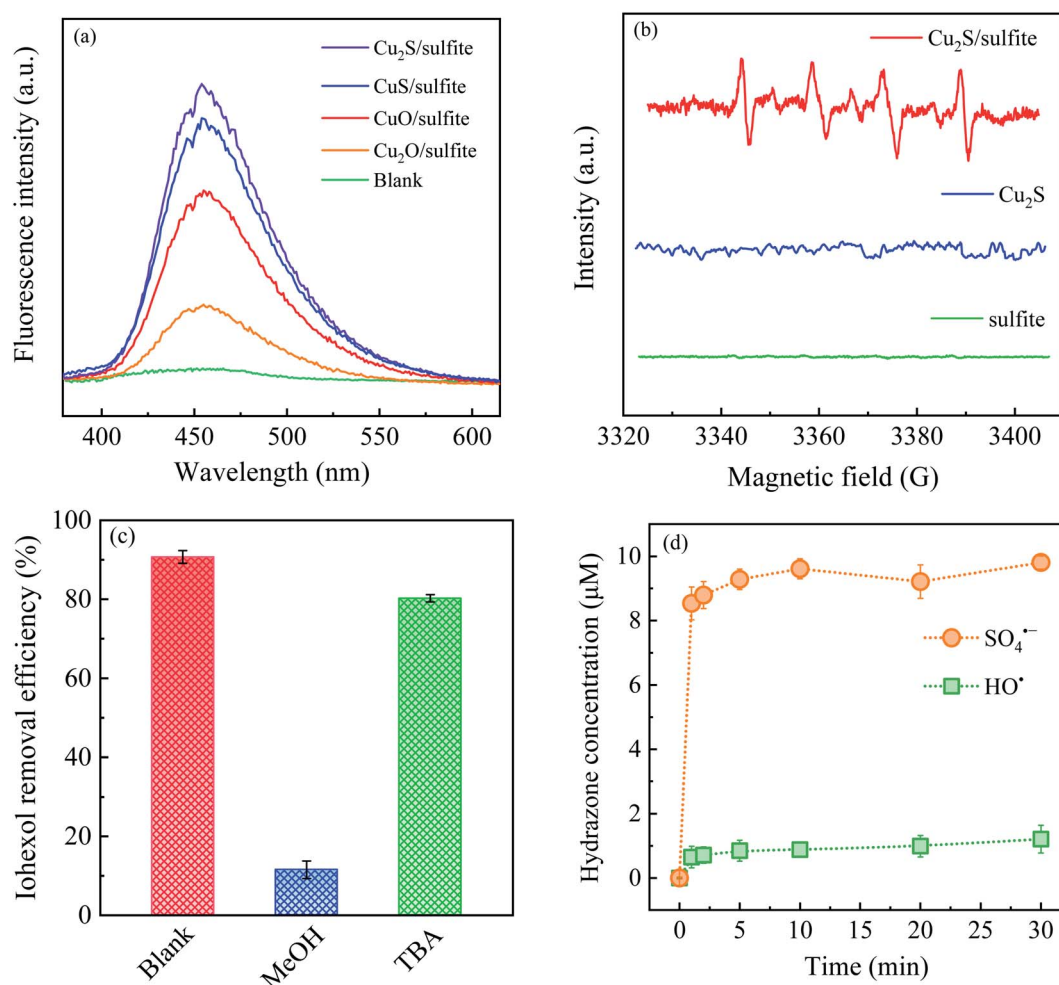 (a)
Cu₂S/sulfite
CuS/sulfite
CuO/sulfite
Cu₂O/sulfite
Blank
Fluorescence intensity (a.u.)
400 450 500 550 600
Wavelength (nm)
(b)
Cu₂S/sulfite
Cu₂S
sulfite
Intensity (a.u.)
3320 3340 3360 3380 3400
Magnetic field (G)
(c)
Iohexol removal efficiency (%)
100
80
60
40
20
0
Blank MeOH TBA
(d)
Hydrazone concentration (μM)
10
8
6
4
2
0
SO₄•−
HO•
0 5 10 15 20 25 30
Time (min)